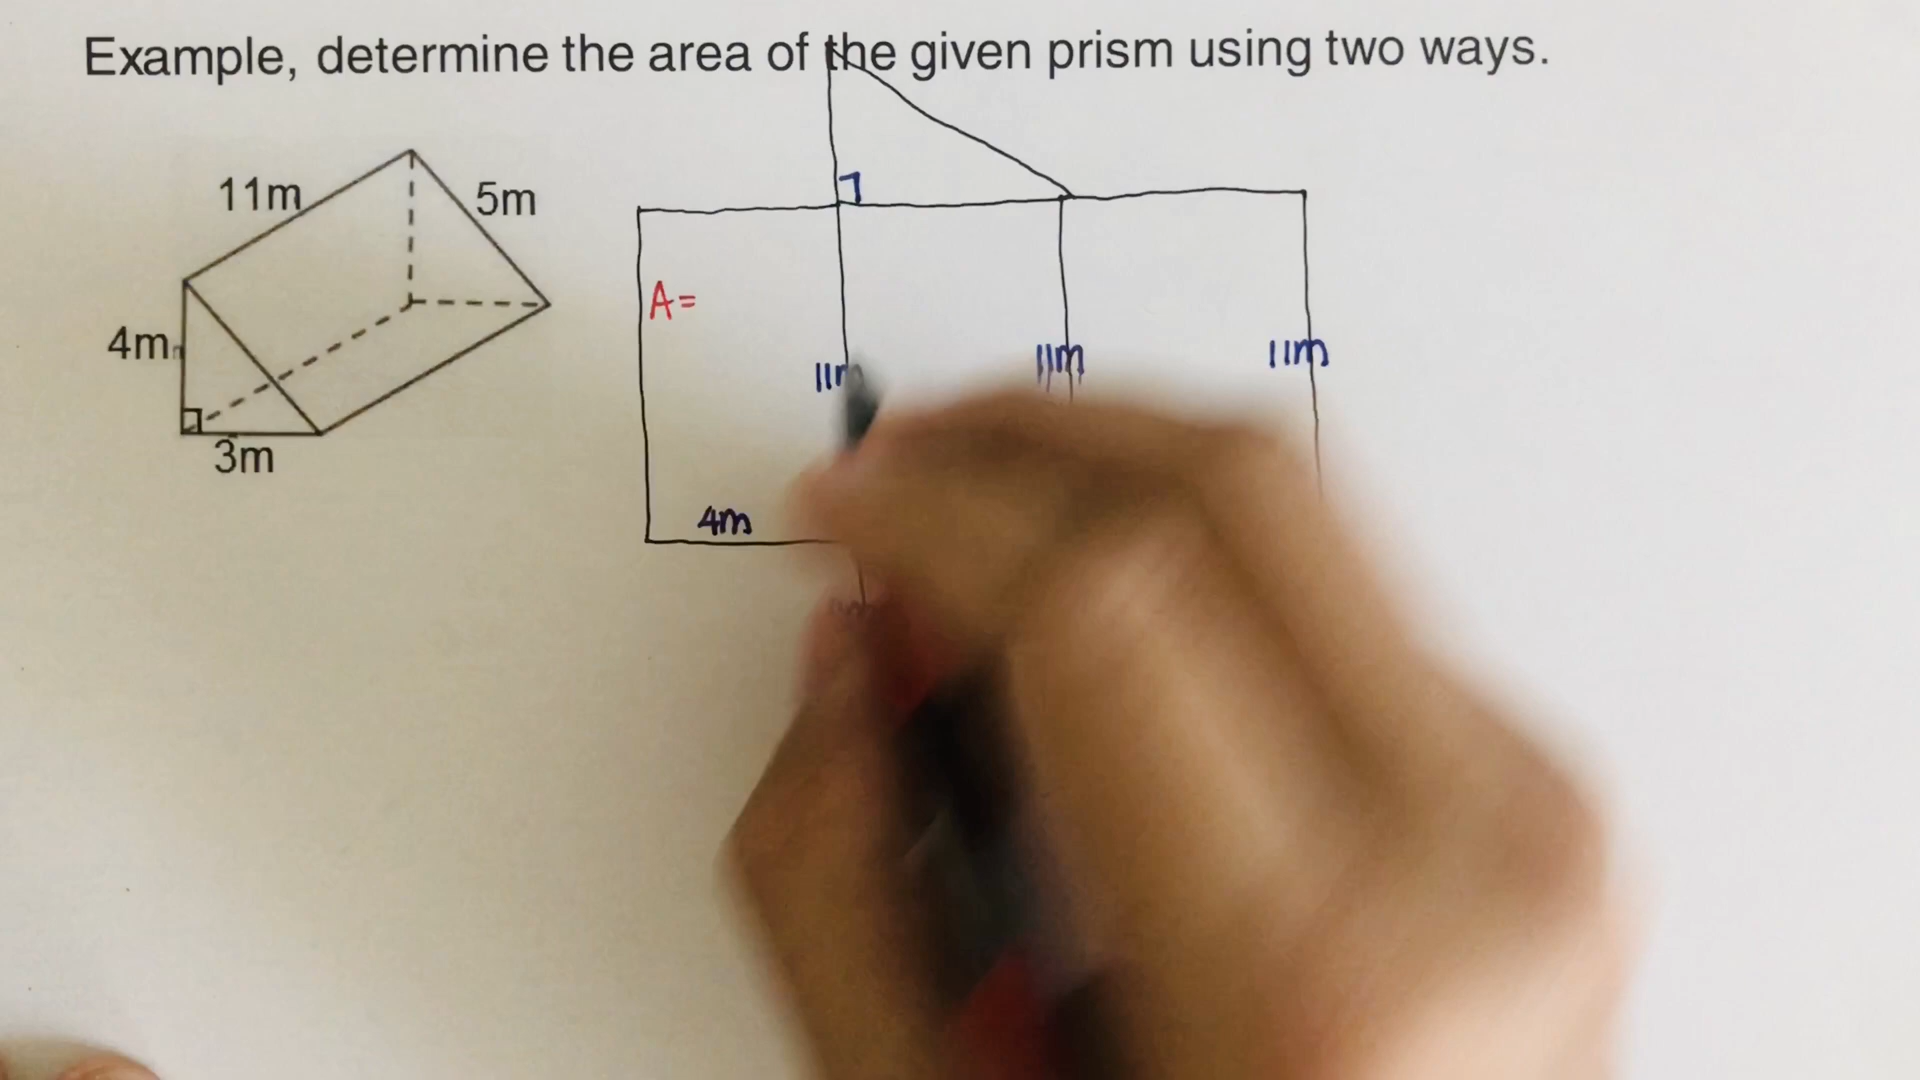 Example, determine the area of the given prism using two ways.
11m
5m
4m
3m
A=
11m
11m
4m